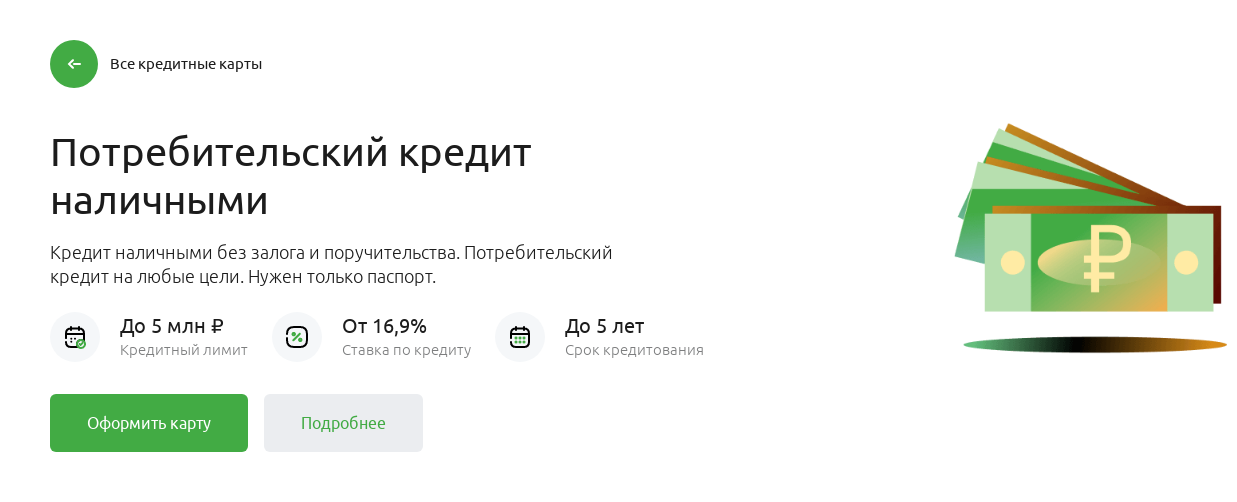 Все кредитные карты
Потребительский кредит
наличными
Кредит наличными без залога и поручительства. Потребительский
кредит на любые цели. Нужен только паспорт.
До 5 млн ₽
Кредитный лимит
От 16,9%
Ставка по кредиту
До 5 лет
Срок кредитования
Оформить карту
Подробнее
₽